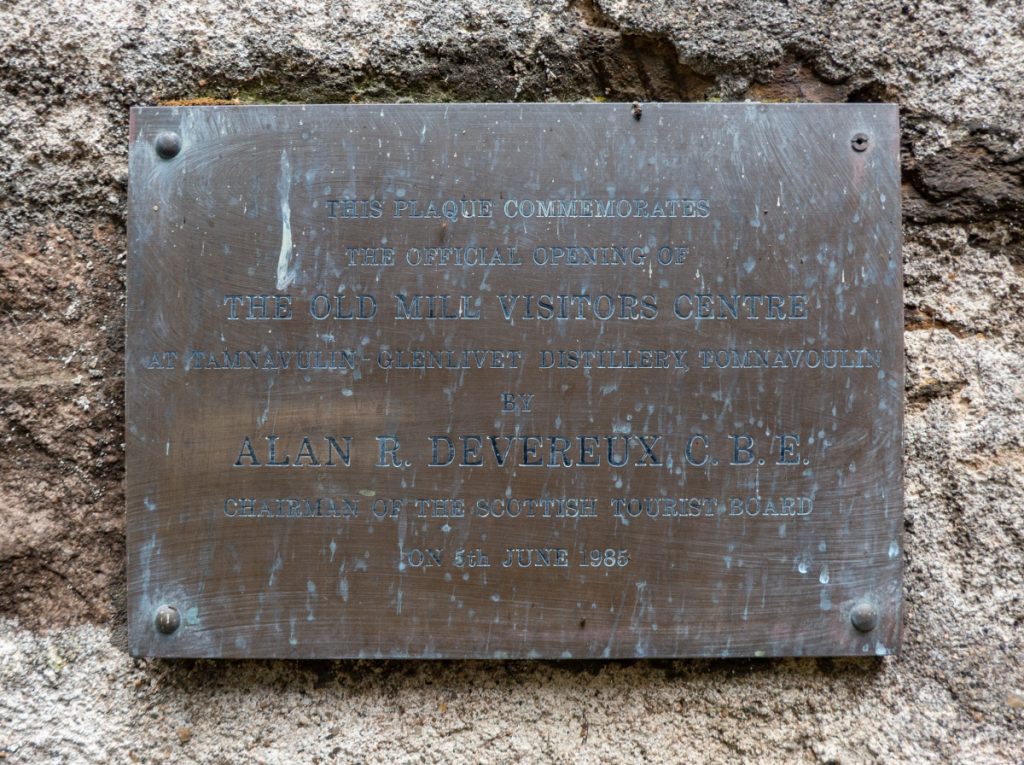 THIS PLAQUE COMMEMORATES
THE OFFICIAL OPENING OF
THE OLD MILL VISITORS CENTRE
AT TAMNAVULIN-GLENLIVET DISTILLERY, TOMNAVOULIN
BY
ALAN R. DEVEREUX C.B.E.
CHAIRMAN OF THE SCOTTISH TOURIST BOARD
ON 5th JUNE 1985